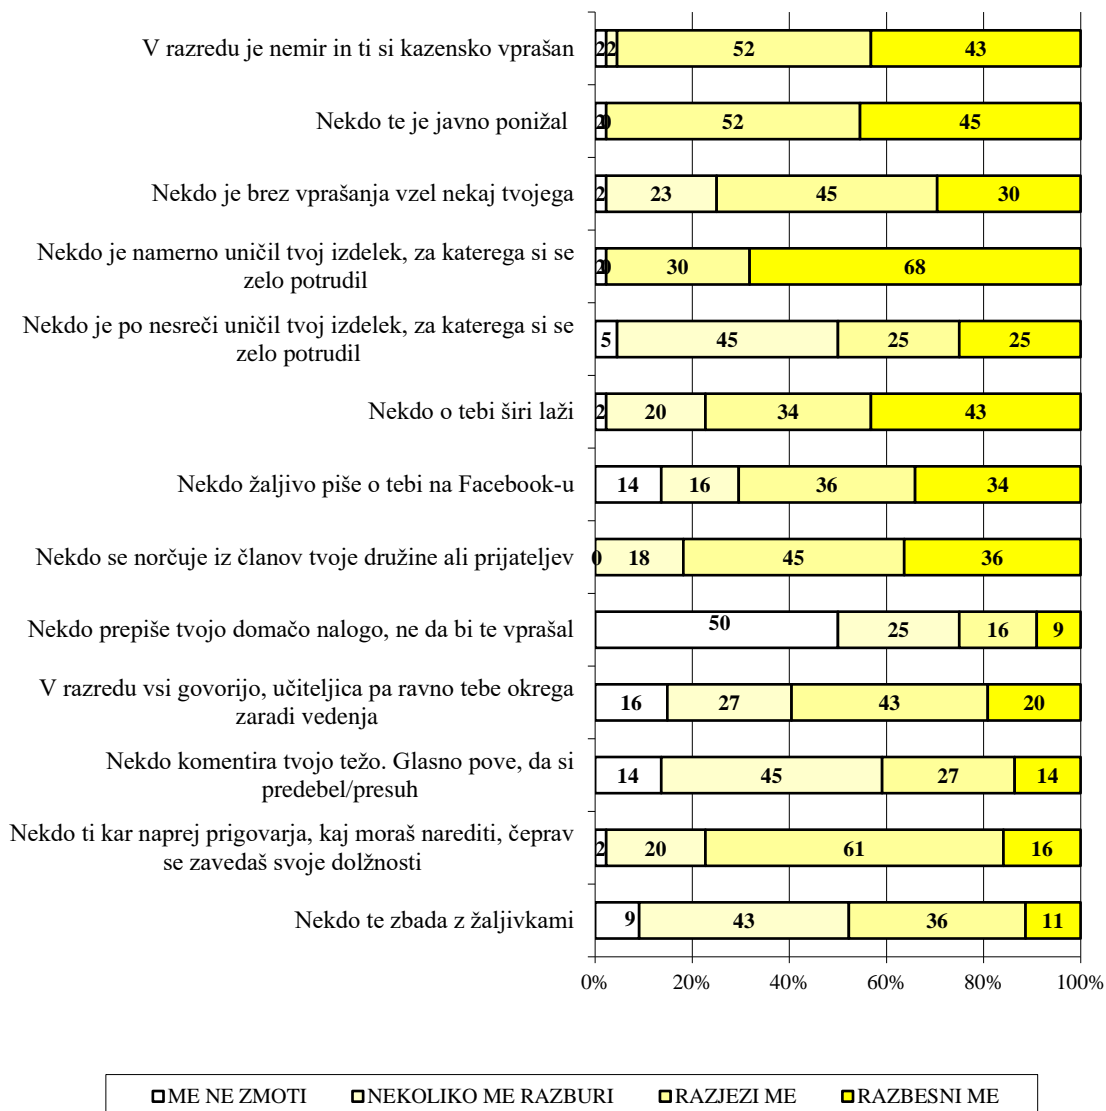 V razredu je nemir in ti si kazensko vprašan
2 2 52 43
Nekdo te je javno ponižal
2 0 52 45
Nekdo je brez vprašanja vzel nekaj tvojega
2 23 45 30
Nekdo je namerno uničil tvoj izdelek, za katerega si se
zelo potrudil
2 0 30 68
Nekdo je po nesreči uničil tvoj izdelek, za katerega si se
zelo potrudil
5 45 25 25
Nekdo o tebi širi laži
2 20 34 43
Nekdo žaljivo piše o tebi na Facebook-u
14 16 36 34
Nekdo se norčuje iz članov tvoje družine ali prijateljev
0 18 45 36
Nekdo prepiše tvojo domačo nalogo, ne da bi te vprašal
50 25 16 9
V razredu vsi govorijo, učiteljica pa ravno tebe okrega
zaradi vedenja
16 27 43 20
Nekdo komentira tvojo težo. Glasno pove, da si
predebel/presuh
14 45 27 14
Nekdo ti kar naprej prigovarja, kaj moraš narediti, čeprav
se zavedaš svoje dolžnosti
2 20 61 16
Nekdo te zbada z žaljivkami
9 43 36 11
0% 20% 40% 60% 80% 100%
ME NE ZMOTI NEKOLIKO ME RAZBURI RAZJEZI ME RAZBESNI ME